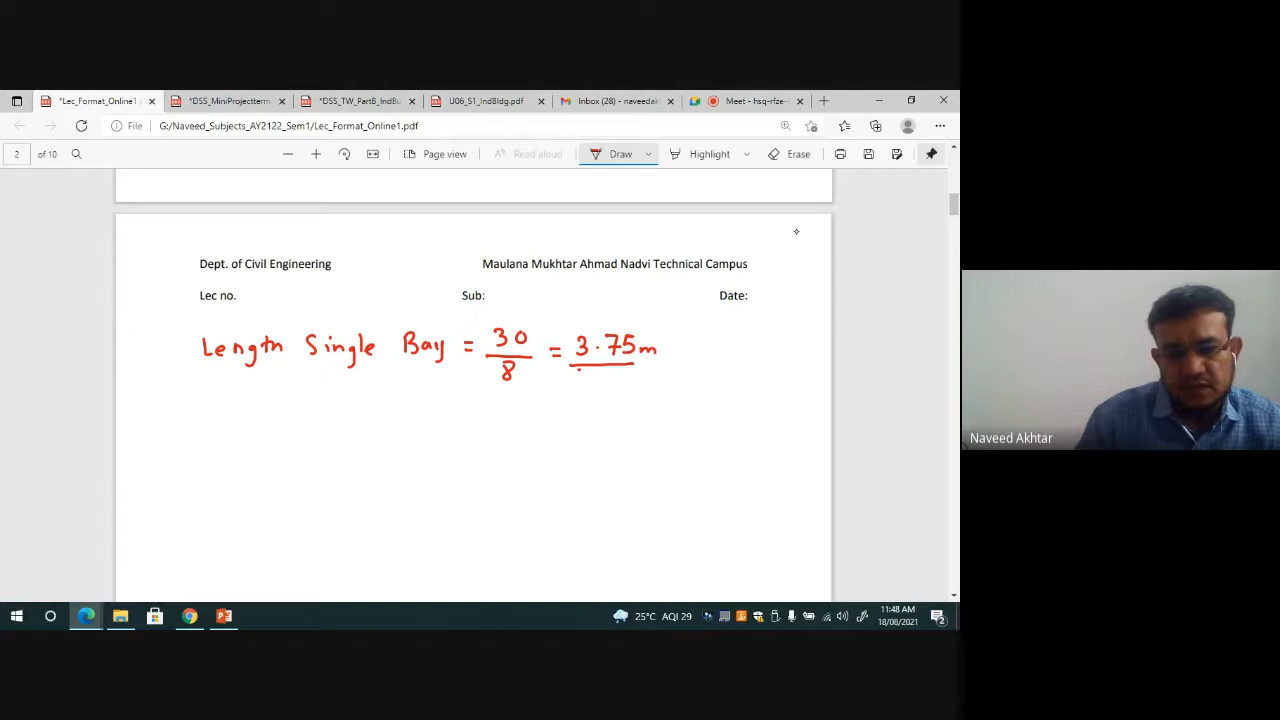 *Lec_Format_Online1.p
*DSS_MiniProjectterm
*DSS_TW_PartB_IndBu
U06_S1_IndBldg.pdf
Inbox (28) - naveedak
Meet - hsq-rfze-
File
G:/Naveed_Subjects_AY2122_Sem1/Lec_Format_Online1.pdf
2 of 10
Page view
Read aloud
Draw
Highlight
Erase
Dept. of Civil Engineering Maulana Mukhtar Ahmad Nadvi Technical Campus
Lec no. Sub: Date:
Length Single Bay = 30/8 = 3.75m
Naveed Akhtar
25°C AQI 29
11:48 AM
18/08/2021
2